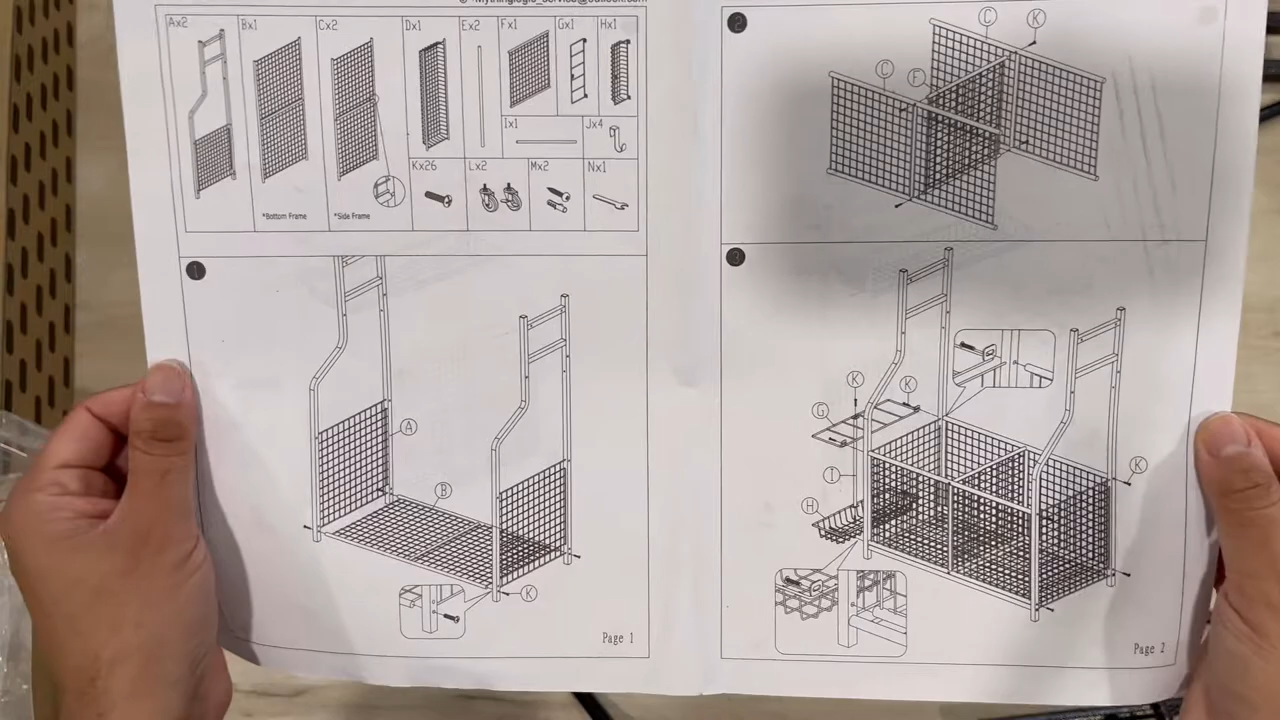 Ax2
Bx1
Cx2
Dx1
Ex2
Fx1
Gx1
Hx1
Ix1
Jx4
*Bottom Frame
*Side Frame
Kx26
Lx2
Mx2
Nx1
1
A
B
K
Page 1
2
C
K
C
F
3
K
K
G
K
I
H
Page 2